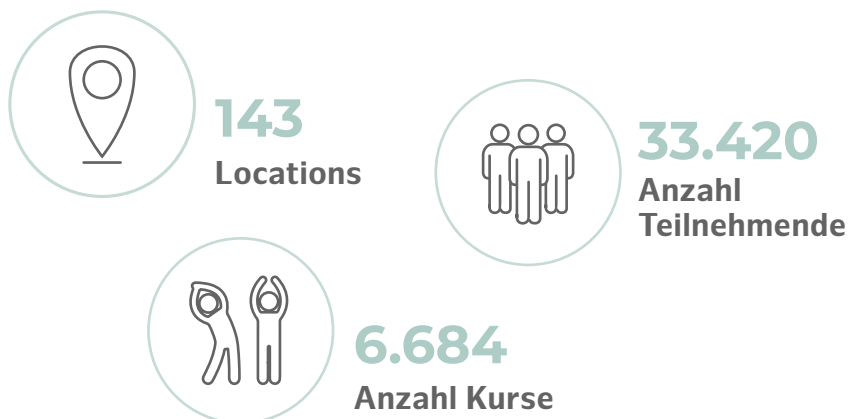 143
Locations
33.420
Anzahl
Teilnehmende
6.684
Anzahl Kurse